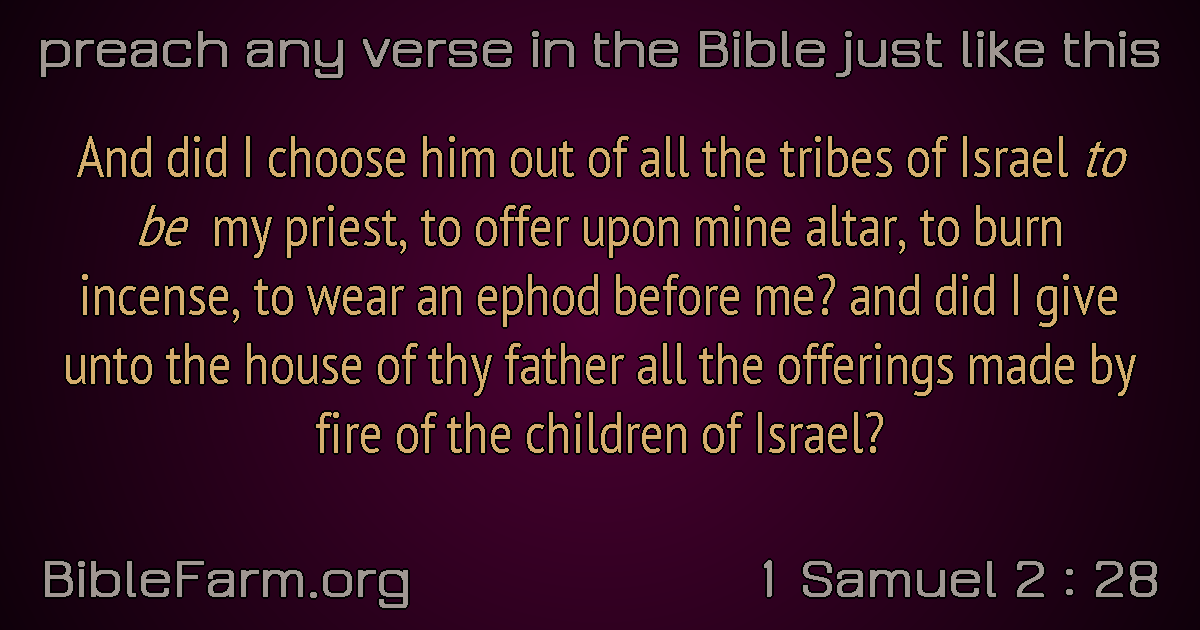 preach any verse in the Bible just like this
And did I choose him out of all the tribes of Israel to
be my priest, to offer upon mine altar, to burn
incense, to wear an ephod before me? and did I give
unto the house of thy father all the offerings made by
fire of the children of Israel?
BibleFarm.org
1 Samuel 2 : 28